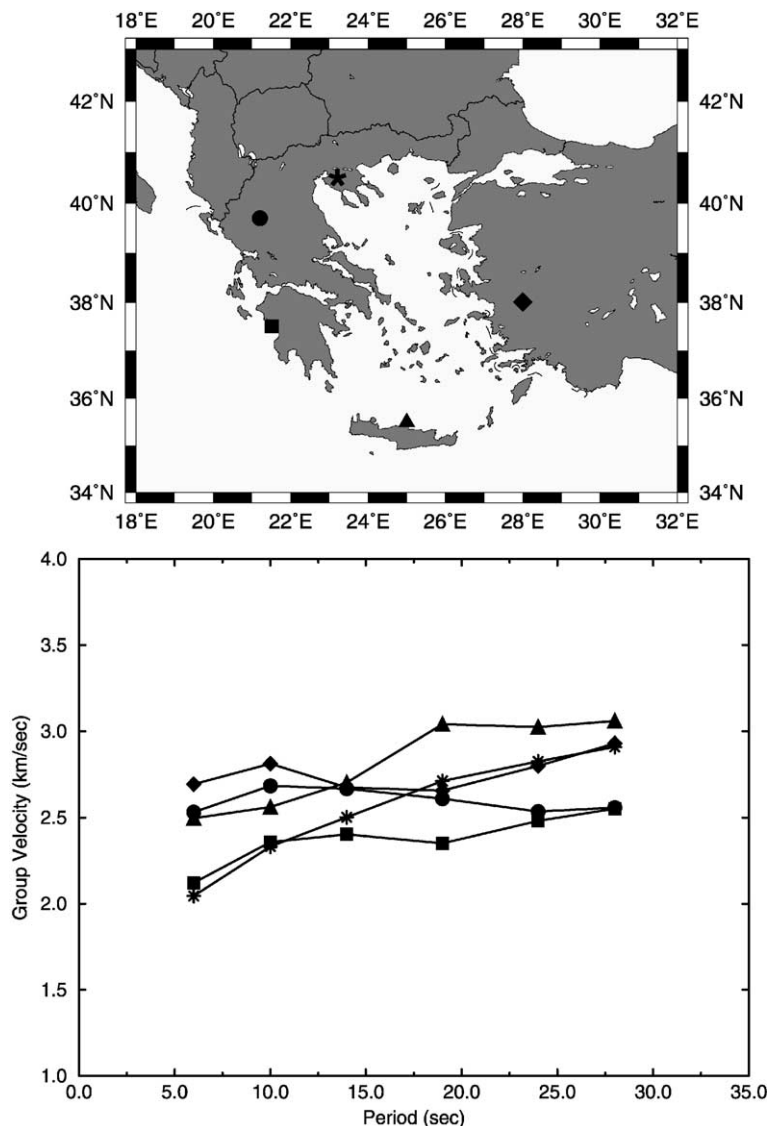 18˚E 20˚E 22˚E 24˚E 26˚E 28˚E 30˚E 32˚E
42˚N 42˚N
40˚N 40˚N
38˚N 38˚N
36˚N 36˚N
34˚N 34˚N
18˚E 20˚E 22˚E 24˚E 26˚E 28˚E 30˚E 32˚E
4.0
3.5
3.0
2.5
2.0
1.5
1.0
Group Velocity (km/sec)
0.0 5.0 10.0 15.0 20.0 25.0 30.0 35.0
Period (sec)